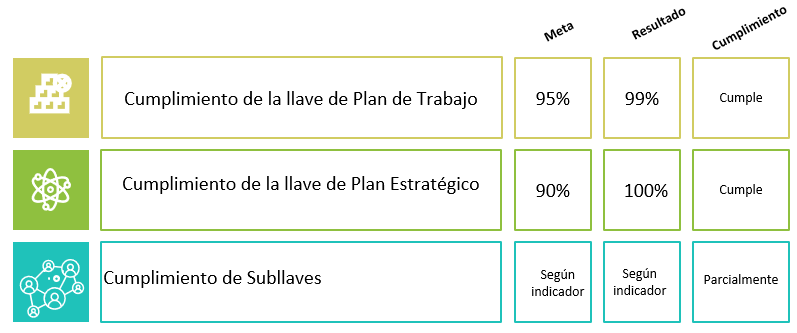 Meta
Resultado
Cumplimiento
Cumplimiento de la llave de Plan de Trabajo
95%
99%
Cumple
Cumplimiento de la llave de Plan Estratégico
90%
100%
Cumple
Cumplimiento de Subllaves
Según
indicador
Según
indicador
Parcialmente